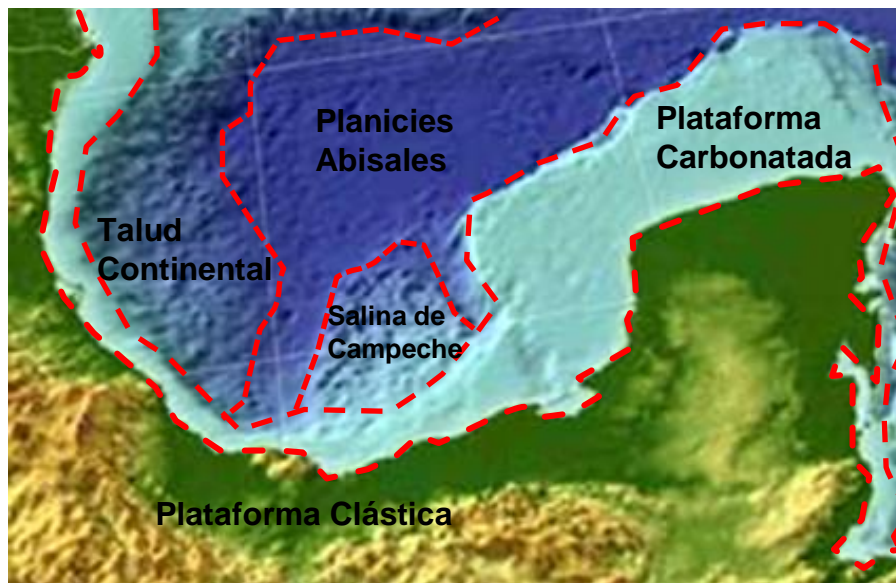 Planicies
Abisales
Plataforma
Carbonatada
Talud
Continental
Salina de
Campeche
Plataforma Clástica